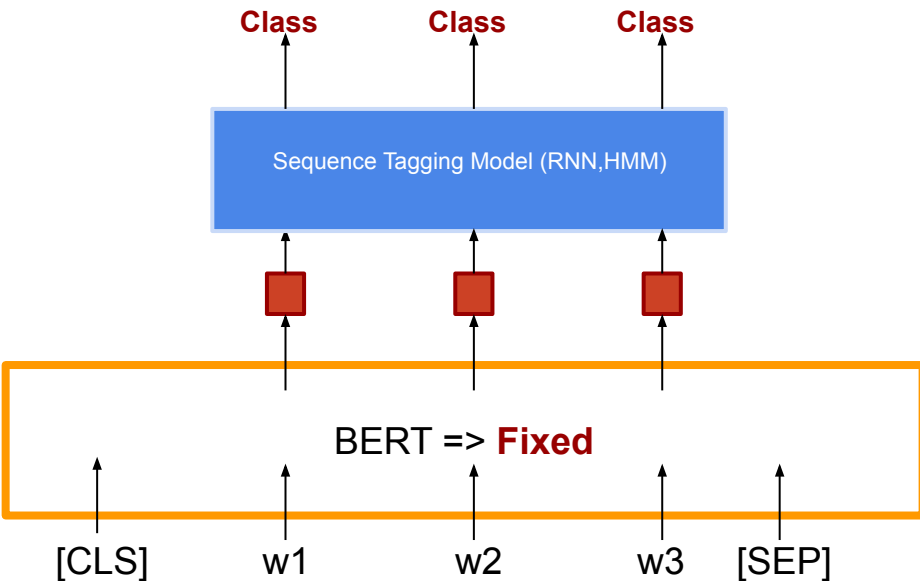 Class Class Class
Sequence Tagging Model (RNN,HMM)
BERT => Fixed
[CLS] w1 w2 w3 [SEP]